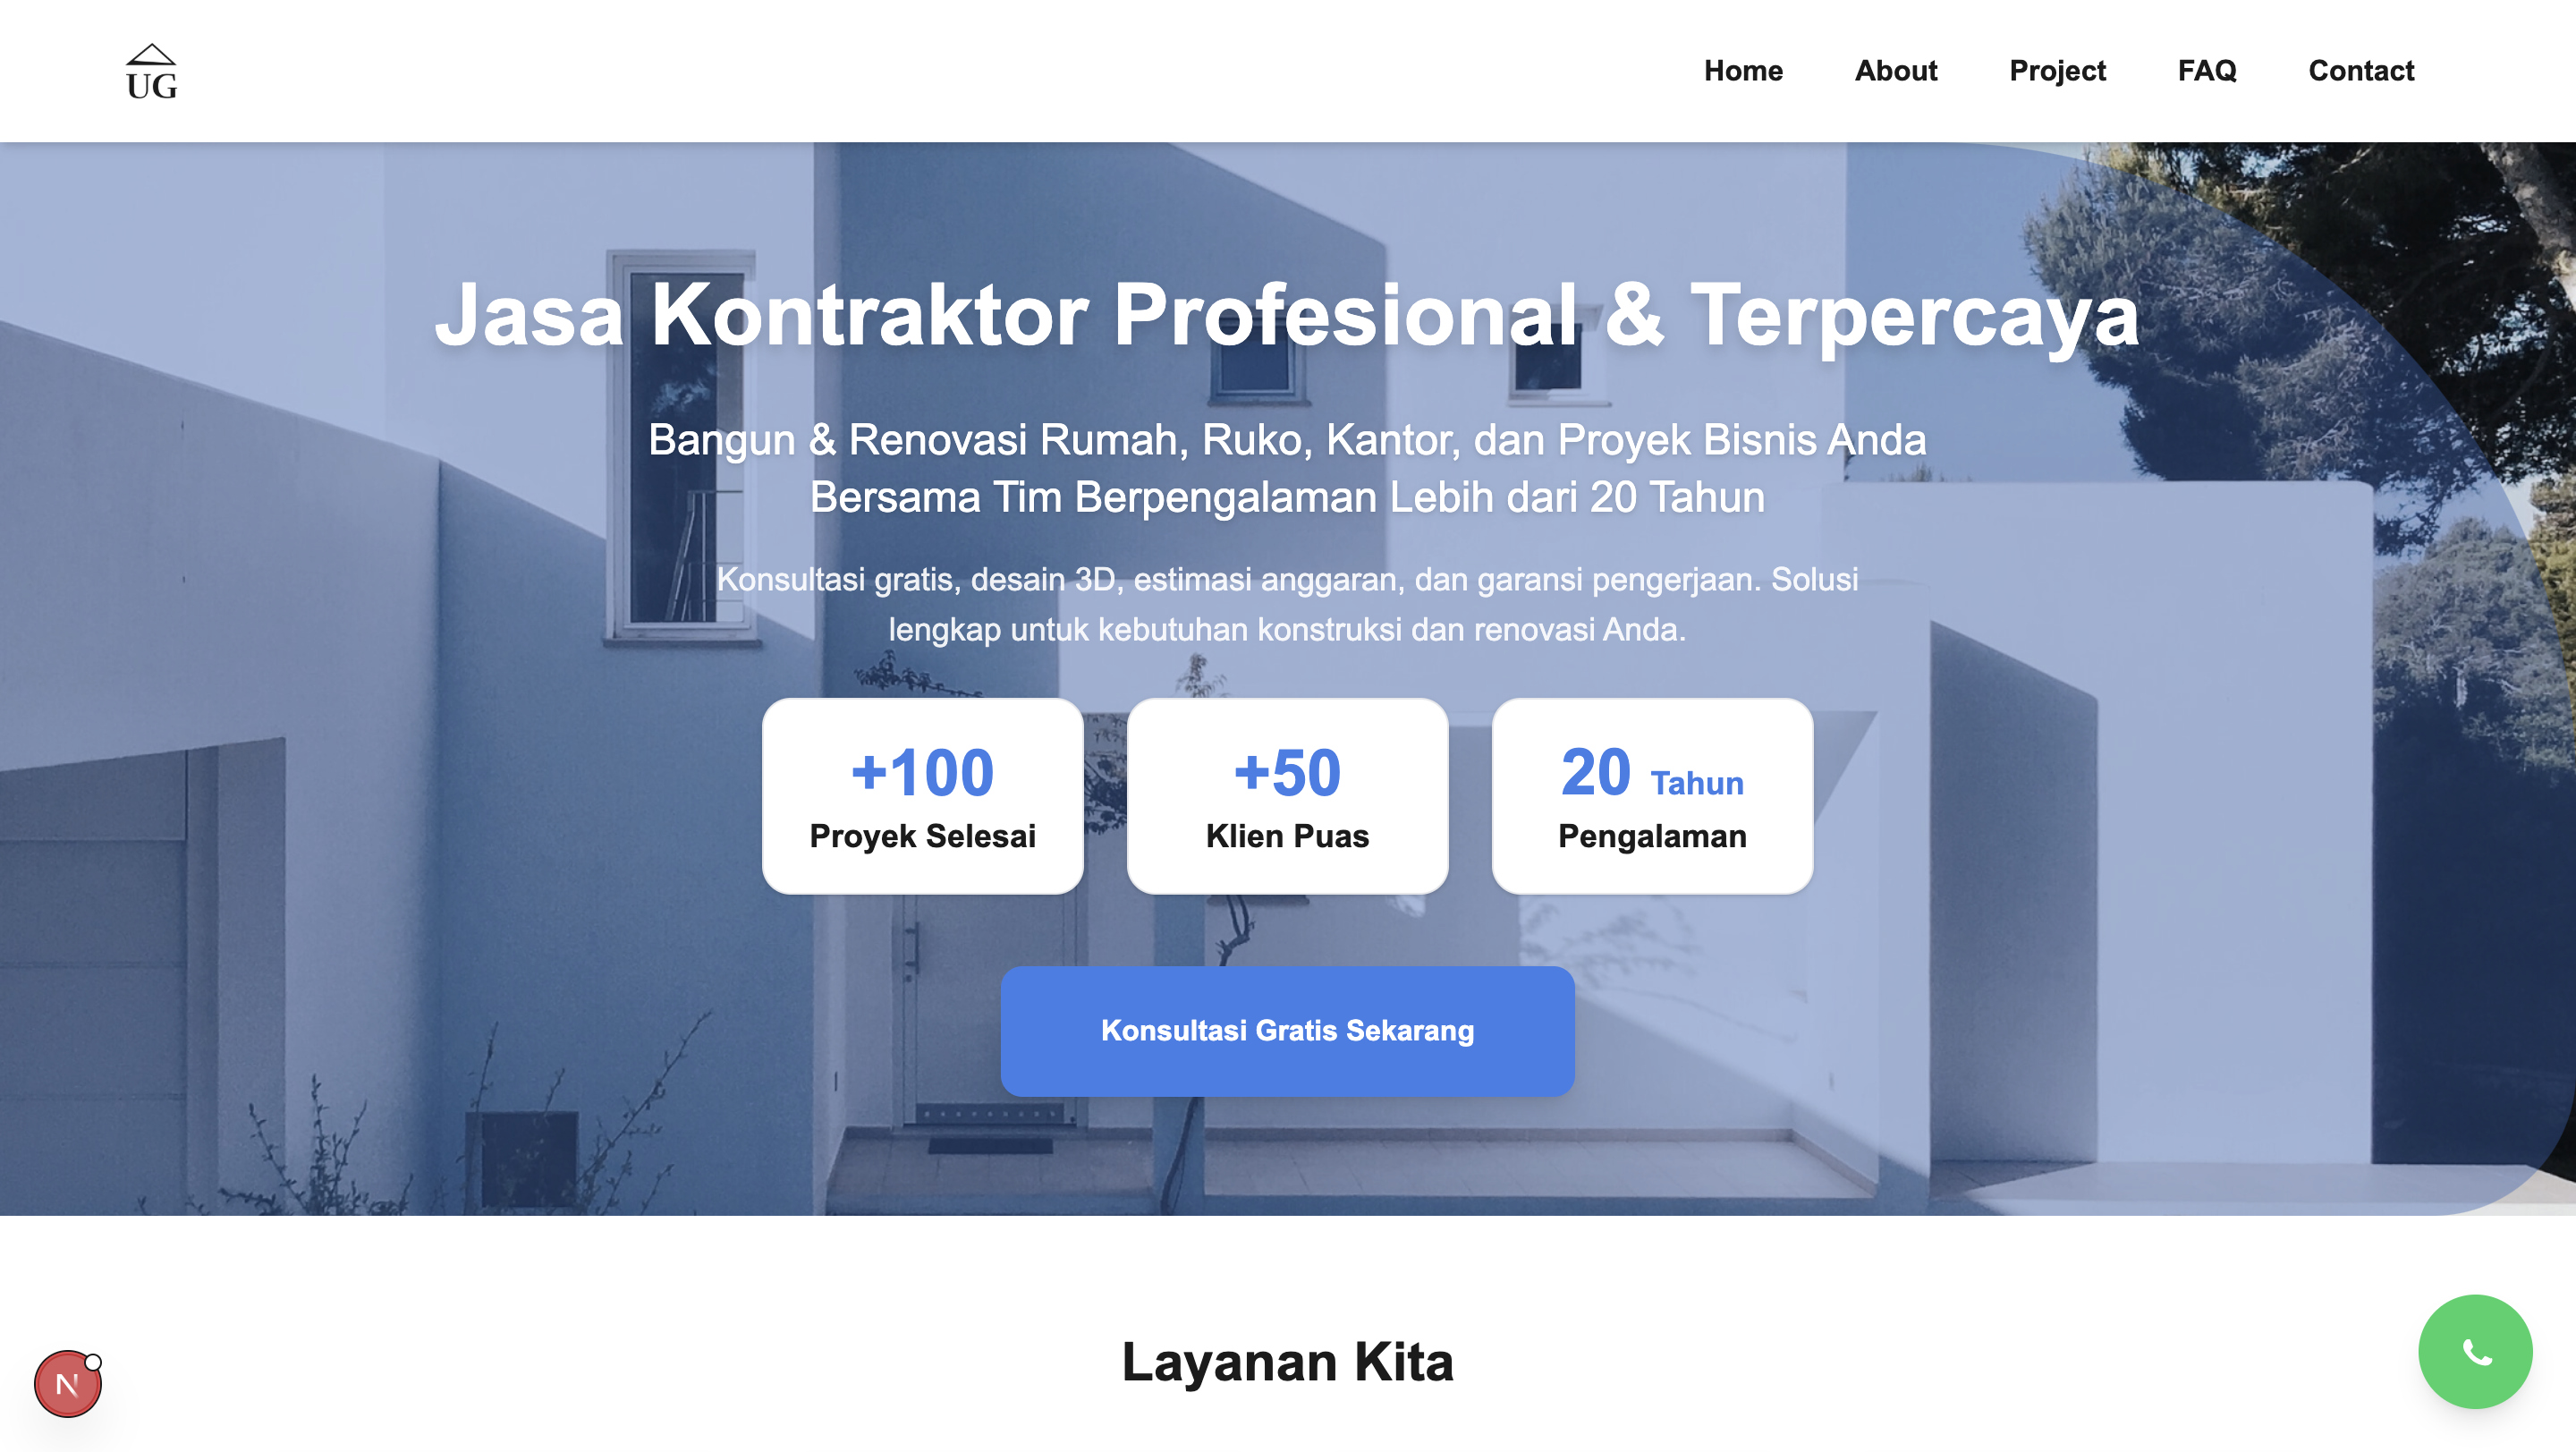 UG
Home About Project FAQ Contact
Jasa Kontraktor Profesional & Terpercaya
Bangun & Renovasi Rumah, Ruko, Kantor, dan Proyek Bisnis Anda
Bersama Tim Berpengalaman Lebih dari 20 Tahun
Konsultasi gratis, desain 3D, estimasi anggaran, dan garansi pengerjaan. Solusi
lengkap untuk kebutuhan konstruksi dan renovasi Anda.
+100
Proyek Selesai
+50
Klien Puas
20 Tahun
Pengalaman
Konsultasi Gratis Sekarang
Layanan Kita
N